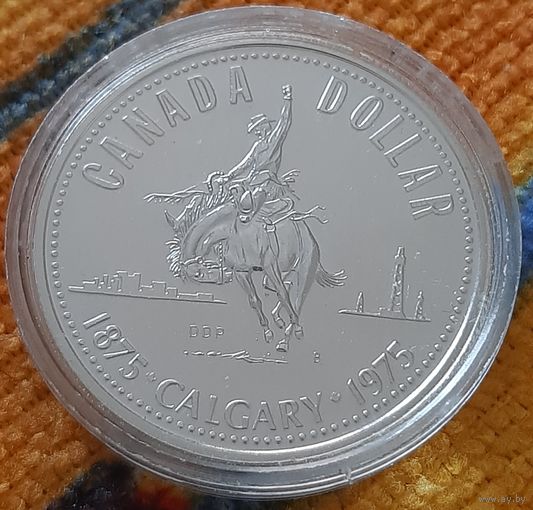 CANADA DOLLAR
DDP
B
1875 • CALGARY • 1975
www.ay.by